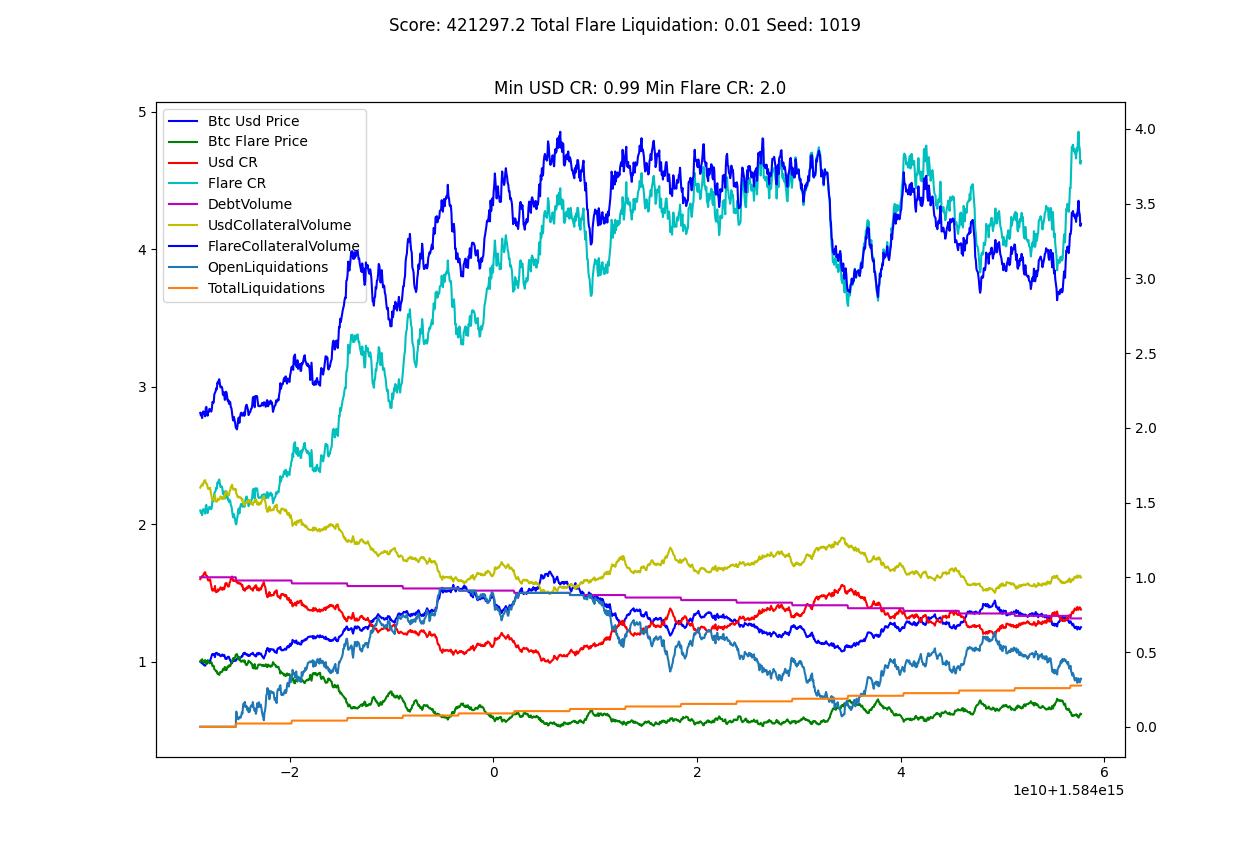 Score: 421297.2 Total Flare Liquidation: 0.01 Seed: 1019
Min USD CR: 0.99 Min Flare CR: 2.0
Btc Usd Price
Btc Flare Price
Usd CR
Flare CR
DebtVolume
UsdCollateralVolume
FlareCollateralVolume
OpenLiquidations
TotalLiquidations
5
4
3
2
1
4.0
3.5
3.0
2.5
2.0
1.5
1.0
0.5
0.0
−2 0 2 4 6
1e10+1.584e15